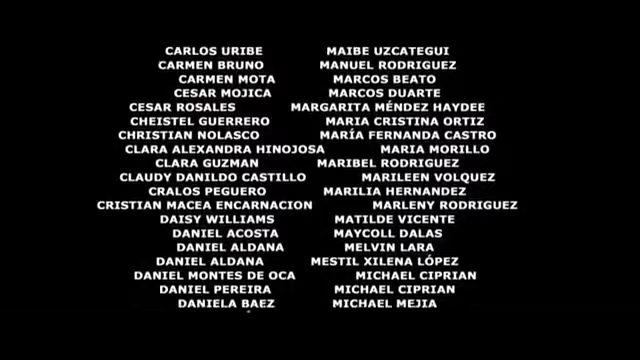 CARLOS URIBE MAIBE UZCATEGUI
CARMEN BRUNO MANUEL RODRIGUEZ
CARMEN MOTA MARCOS BEATO
CESAR MOJICA MARCOS DUARTE
CESAR ROSALES MARGARITA MÉNDEZ HAYDEE
CHEISTEL GUERRERO MARIA CRISTINA ORTIZ
CHRISTIAN NOLASCO MARÍA FERNANDA CASTRO
CLARA ALEXANDRA HINOJOSA MARIA MORILLO
CLARA GUZMAN MARIBEL RODRIGUEZ
CLAUDY DANILDO CASTILLO MARILEEN VOLQUEZ
CRALOS PEGUERO MARILIA HERNANDEZ
CRISTIAN MACEA ENCARNACION MARLENY RODRIGUEZ
DAISY WILLIAMS MATILDE VICENTE
DANIEL ACOSTA MAYCOLL DALAS
DANIEL ALDANA MELVIN LARA
DANIEL ALDANA MESTIL XILENA LÓPEZ
DANIEL MONTES DE OCA MICHAEL CIPRIAN
DANIEL PEREIRA MICHAEL CIPRIAN
DANIELA BAEZ MICHAEL MEJIA